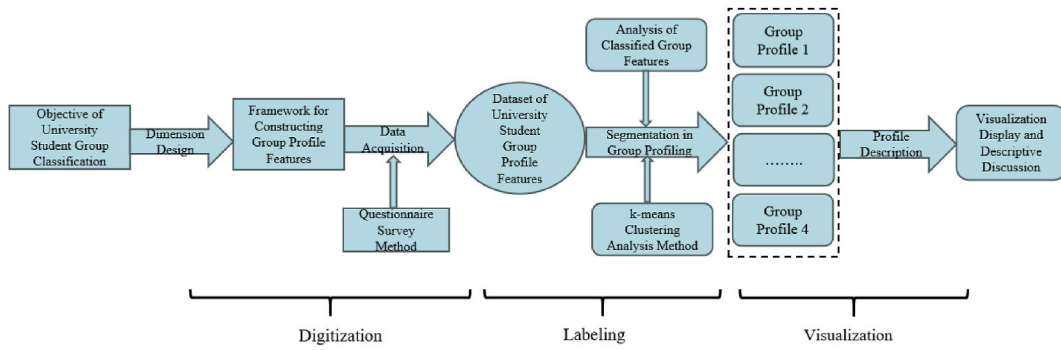 Objective of
University
Student Group
Classification
Dimension
Design
Framework for
Constructing
Group Profile
Features
Data
Acquisition
Questionnaire
Survey
Method
Dataset of
University
Student
Group
Profile
Features
Analysis of
Classified Group
Features
Segmentation in
Group Profiling
k-means
Clustering
Analysis Method
Group
Profile 1
Group
Profile 2
........
Group
Profile 4
Profile
Description
Visualization
Display and
Descriptive
Discussion
Digitization
Labeling
Visualization